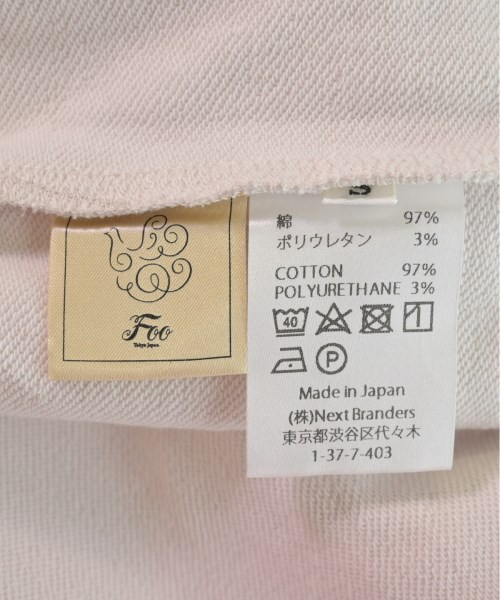 Foo
Tokyo Japan
S
綿 97%
ポリウレタン 3%
COTTON 97%
POLYURETHANE 3%
40
P
Made in Japan
(株)Next Branders
東京都渋谷区代々木
1-37-7-403